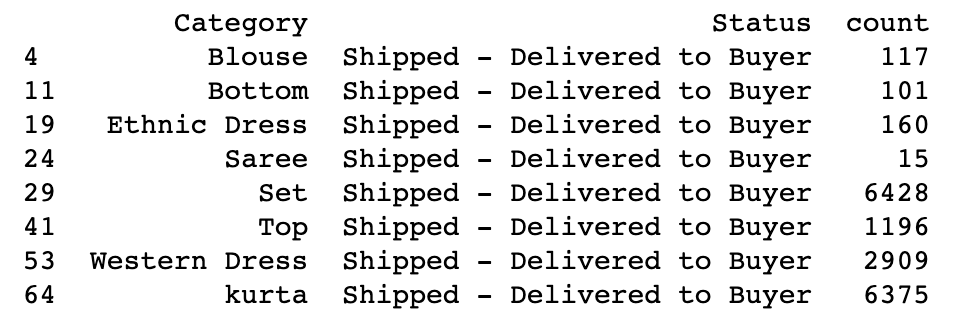 Category Status count
4 Blouse Shipped - Delivered to Buyer 117
11 Bottom Shipped - Delivered to Buyer 101
19 Ethnic Dress Shipped - Delivered to Buyer 160
24 Saree Shipped - Delivered to Buyer 15
29 Set Shipped - Delivered to Buyer 6428
41 Top Shipped - Delivered to Buyer 1196
53 Western Dress Shipped - Delivered to Buyer 2909
64 kurta Shipped - Delivered to Buyer 6375